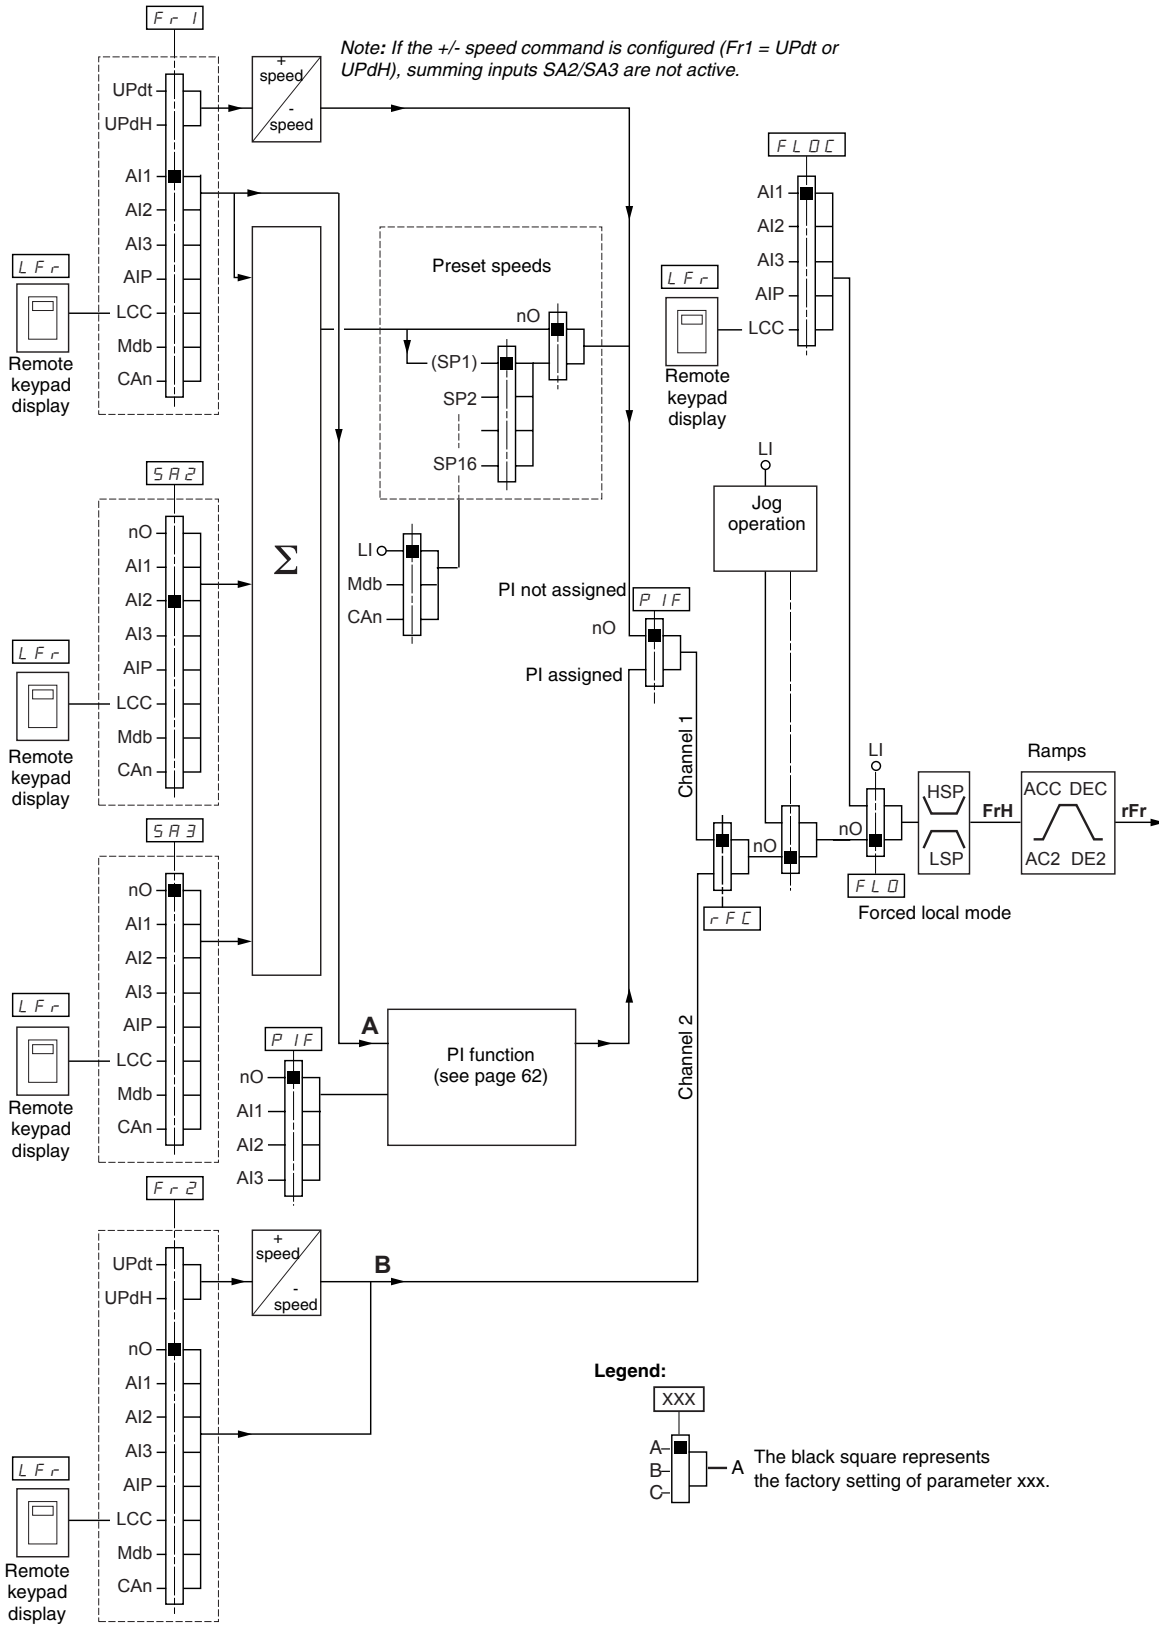 Fr1
Note: If the +/- speed command is configured (Fr1 = UPdt or
UPdH), summing inputs SA2/SA3 are not active.
UPdt
UPdH
+
speed
-
speed
AI1
AI2
AI3
AIP
LCC
Mdb
CAn
LFr
Remote
keypad
display
Preset speeds
nO
(SP1)
SP2
SP16
FLOC
AI1
AI2
AI3
AIP
LCC
LFr
Remote
keypad
display
SA2
nO
AI1
AI2
AI3
AIP
LCC
Mdb
CAn
LFr
Remote
keypad
display
Σ
LI
Mdb
CAn
LI
Jog
operation
PI not assigned
PIF
nO
PI assigned
Channel 1
SA3
nO
AI1
AI2
AI3
AIP
LCC
Mdb
CAn
LFr
Remote
keypad
display
nO
rFC
nO
LI
FLO
Forced local mode
HSP
LSP
FrH
Ramps
ACC DEC
AC2 DE2
rFr
A
PIF
nO
AI1
AI2
AI3
PI function
(see page 62)
Channel 2
Fr2
UPdt
UPdH
+
speed
-
speed
B
nO
AI1
AI2
AI3
AIP
LCC
Mdb
CAn
LFr
Remote
keypad
display
Legend:
XXX
A
B
C
A
The black square represents
the factory setting of parameter xxx.